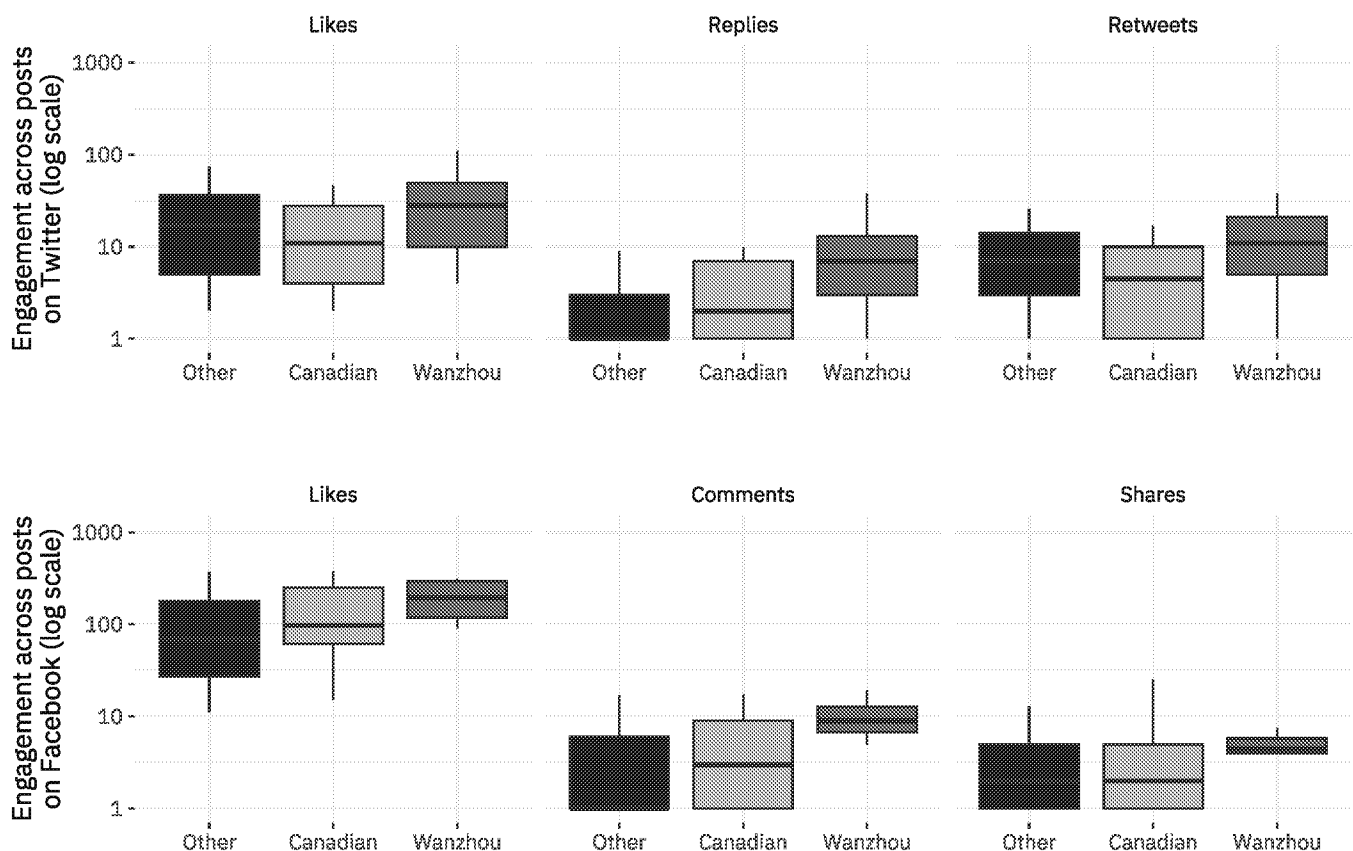 Likes Replies Retweets
Engagement across posts
on Twitter (log scale)
1000
100
10
1
Other Canadian Wanzhou Other Canadian Wanzhou Other Canadian Wanzhou
Likes Comments Shares
Engagement across posts
on Facebook (log scale)
1000
100
10
1
Other Canadian Wanzhou Other Canadian Wanzhou Other Canadian Wanzhou